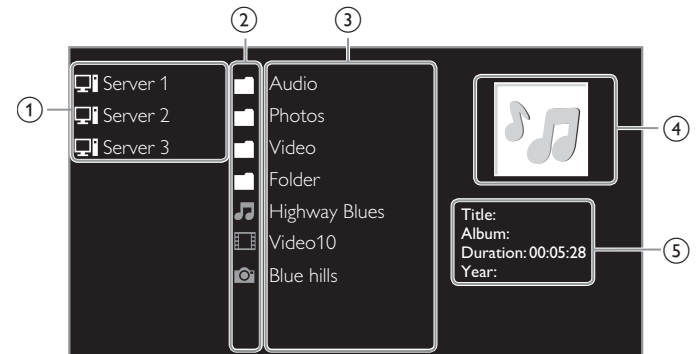 2
3
Server 1
Server 2
Server 3
1
Audio
Photos
Video
Folder
Highway Blues
Video10
Blue hills
4
Title:
Album:
Duration: 00:05:28
Year:
5